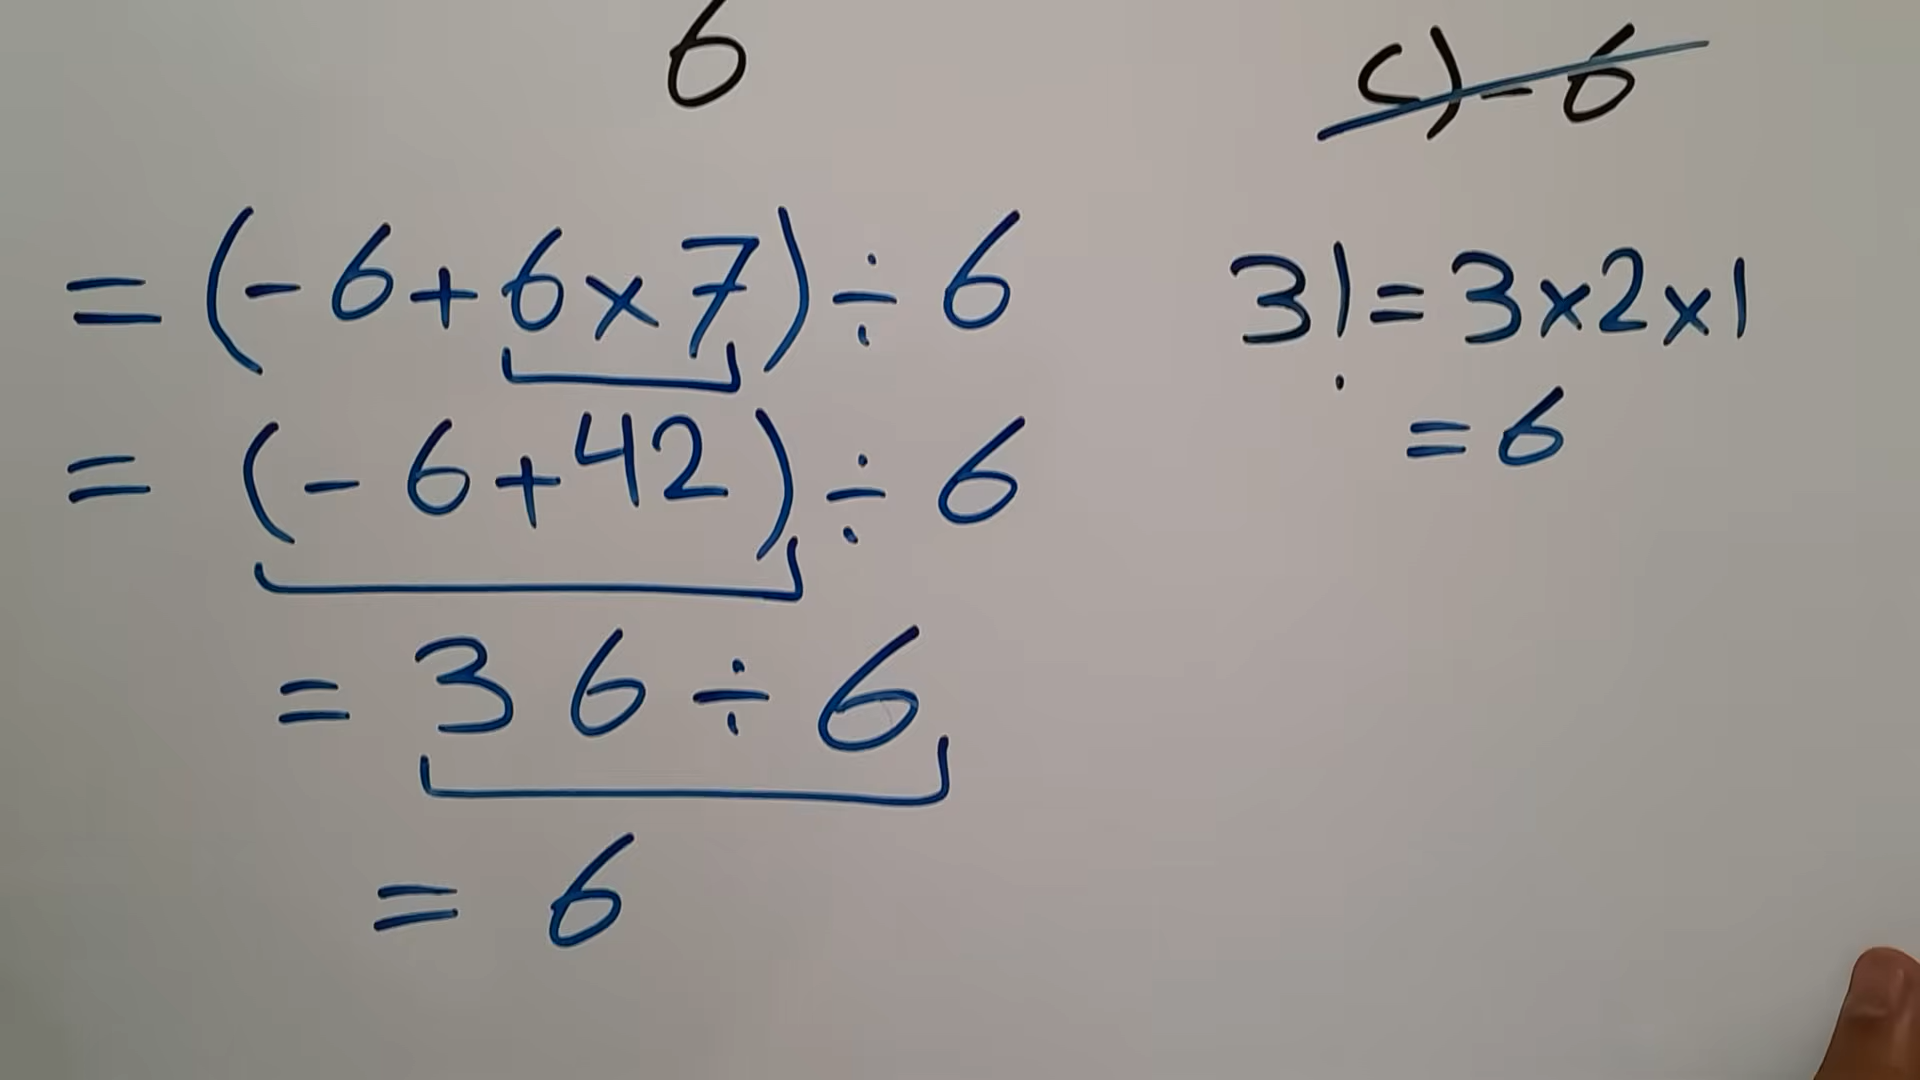 6
c) - 6
= (- 6 + 6 × 7) ÷ 6
= (- 6 + 42) ÷ 6
= 36 ÷ 6
= 6
3! = 3 × 2 × 1
= 6